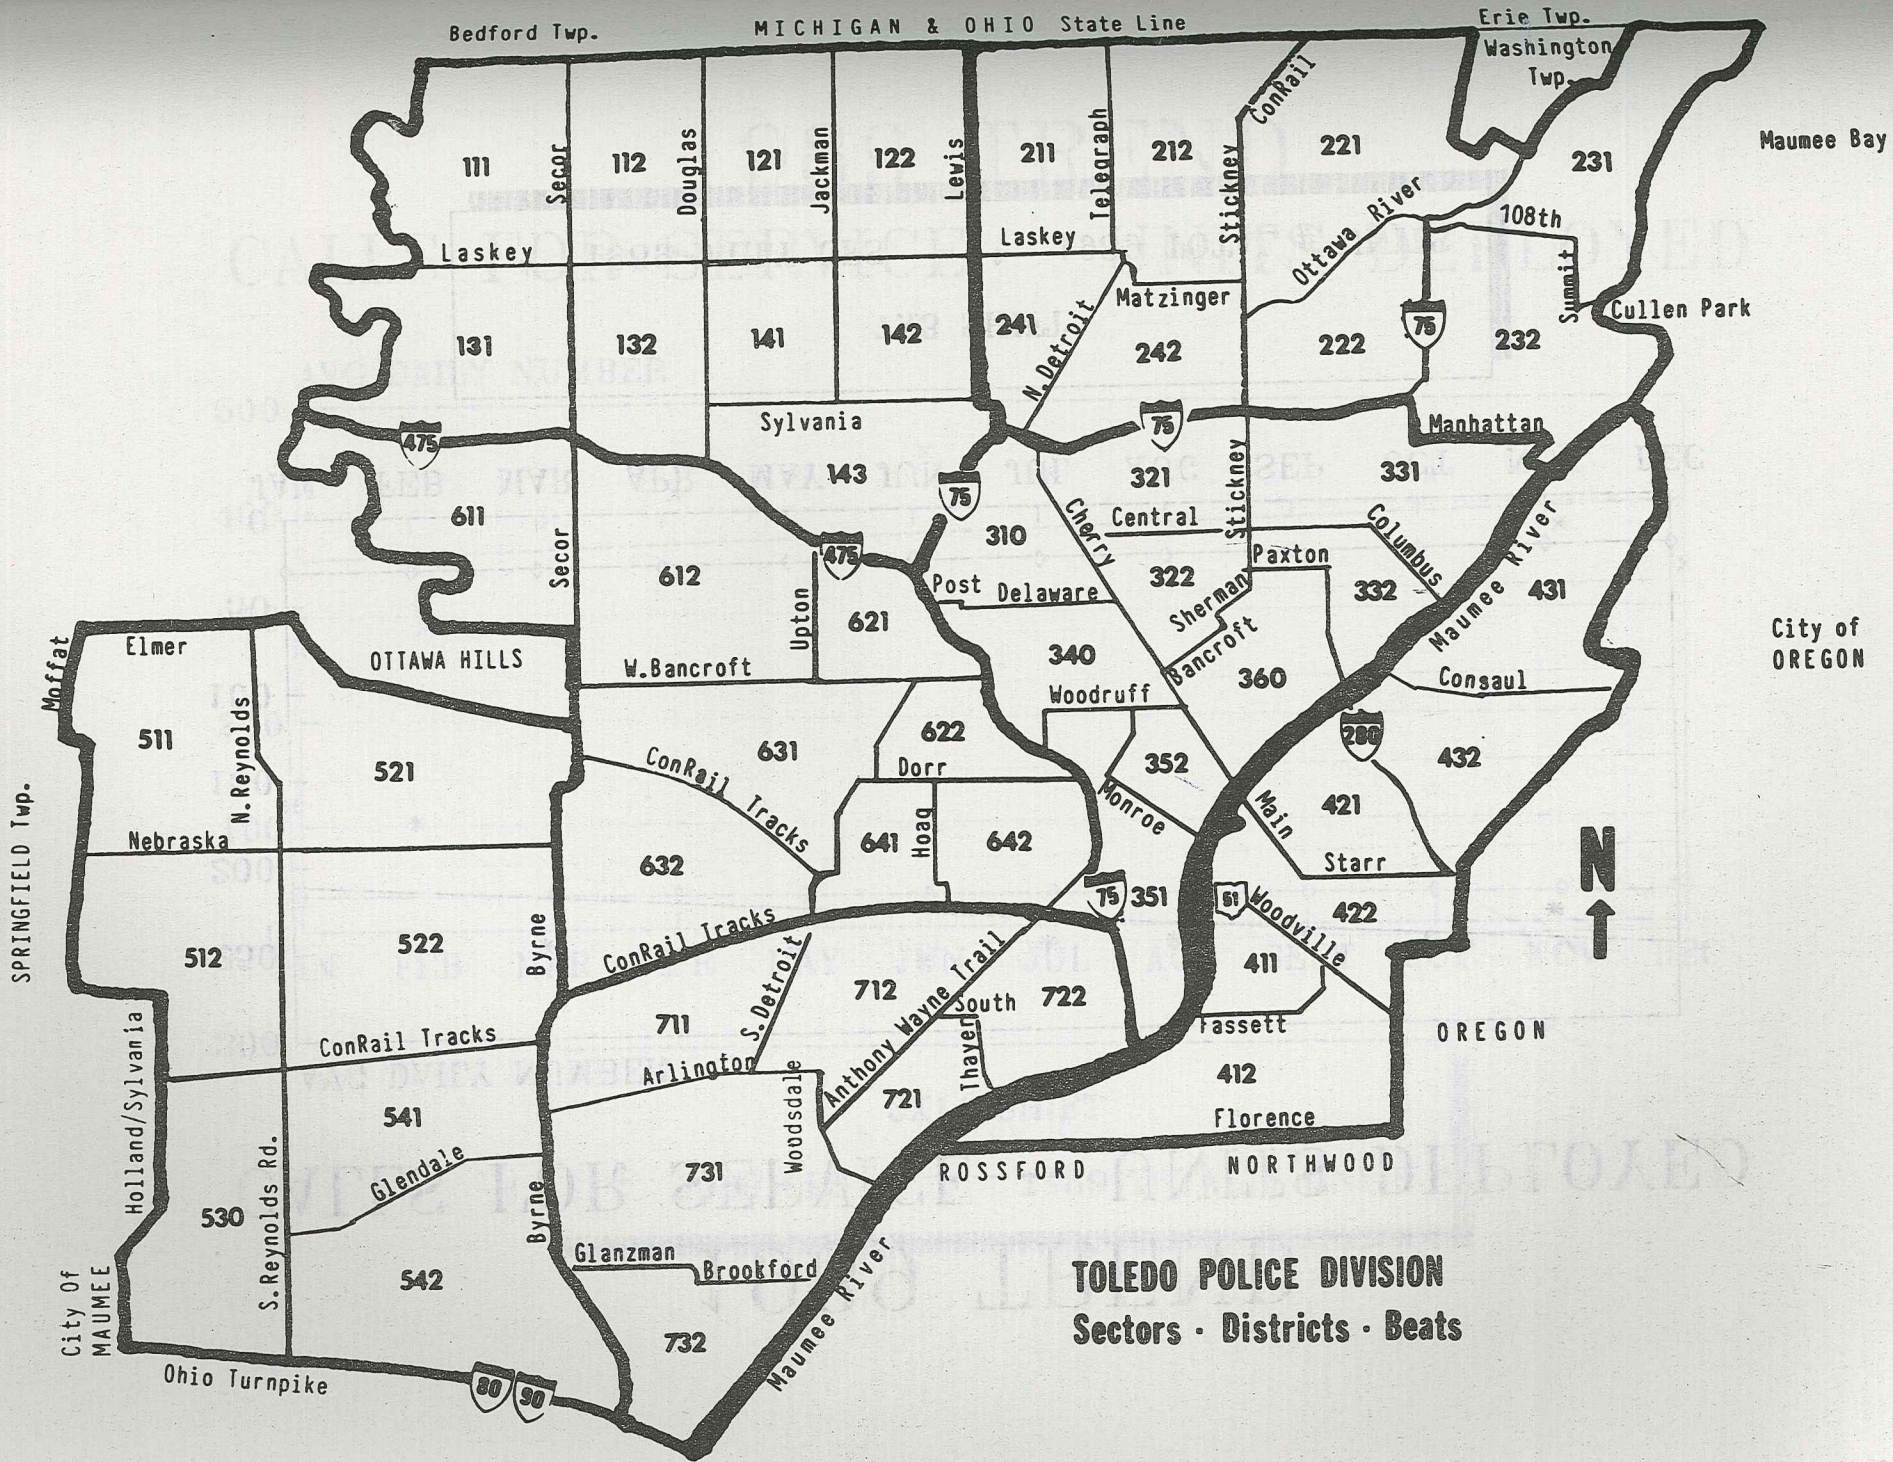 Bedford Twp.
MICHIGAN & OHIO State Line
Erie Twp.
Washington
Twp.
Maumee Bay
111
Secor
112
Douglas
121
Jackman
122
Lewis
211
Telegraph
212
Stickney
ConRail
221
231
Laskey
Laskey
Ottawa River
108th
Summit
Cullen Park
Matzinger
N. Detroit
131
132
141
142
241
242
222
75
232
Sylvania
475
143
75
75
Manhattan
321
Stickney
331
611
Secor
612
475
310
Cherry
Central
Columbus
Paxton
Maumee River
Post
Delaware
322
Sherman
332
431
Upton
621
City of
OREGON
Moffat
Elmer
OTTAWA HILLS
W.Bancroft
340
Bancroft
360
Consaul
Woodruff
511
N.Reynolds
521
631
622
352
280
432
ConRail Tracks
Dorr
Monroe
Main
421
SPRINGFIELD Twp.
Nebraska
632
641
Hoag
642
Starr
N
75
351
51
Woodville
422
512
522
Byrne
ConRail Tracks
S.Detroit
712
Anthony Wayne Trail
South
722
411
Holland/Sylvania
ConRail Tracks
711
Thayer
Fassett
OREGON
Arlington
Woodsdale
721
412
541
Florence
Glendale
731
ROSSFORD
NORTHWOOD
530
S.Reynolds Rd.
Byrne
City Of
MAUMEE
542
Glanzman
Brookford
Maumee River
732
TOLEDO POLICE DIVISION
Sectors · Districts · Beats
Ohio Turnpike
80
90